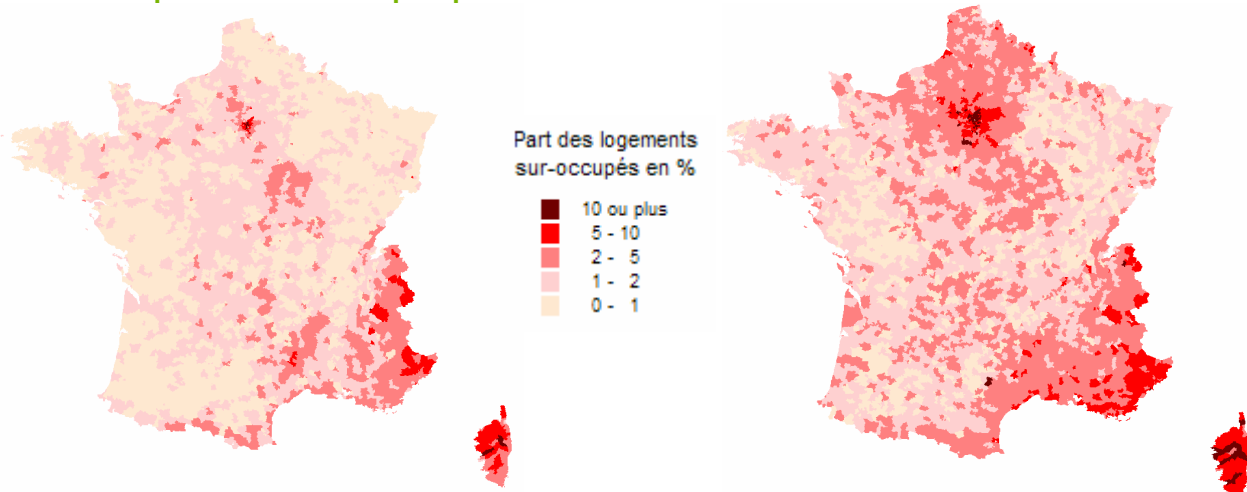 Part des logements
sur-occupés en %
10 ou plus
5 - 10
2 - 5
1 - 2
0 - 1